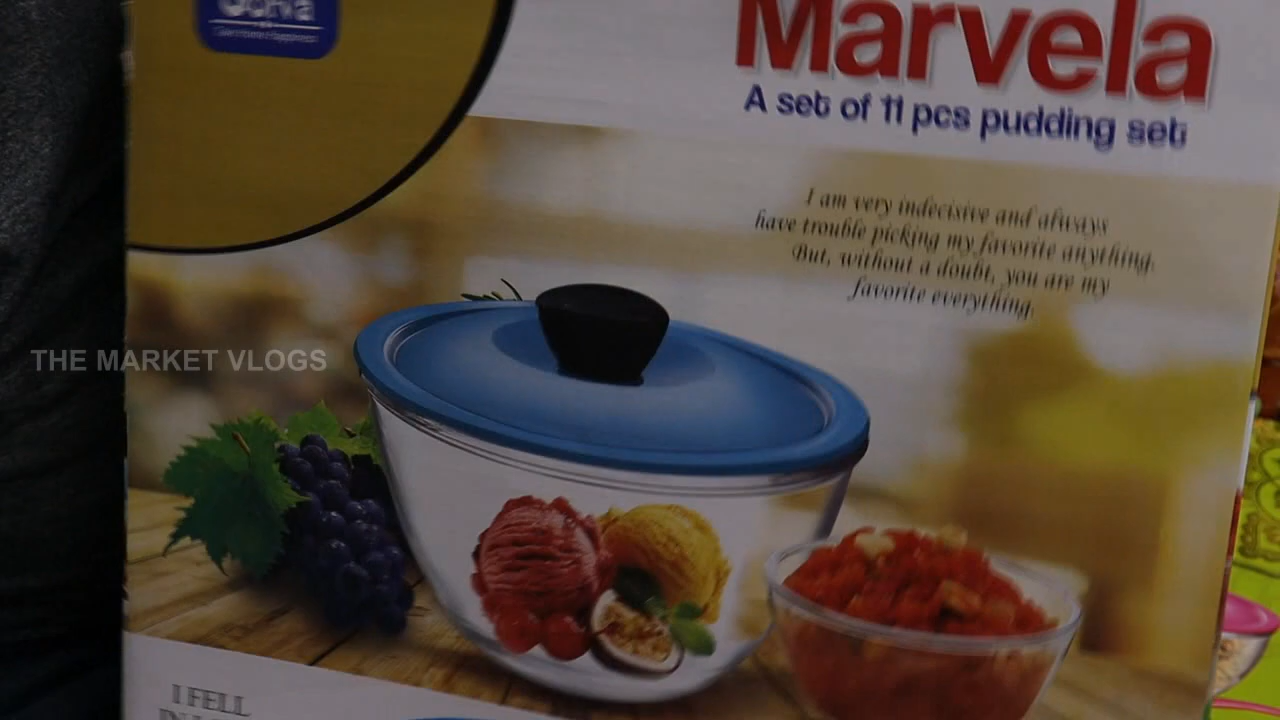 Marvela
A set of 11 pcs pudding set
I am very indecisive and always
have trouble picking my favorite anything.
But, without a doubt, you are my
favorite everything.
THE MARKET VLOGS
I FELL